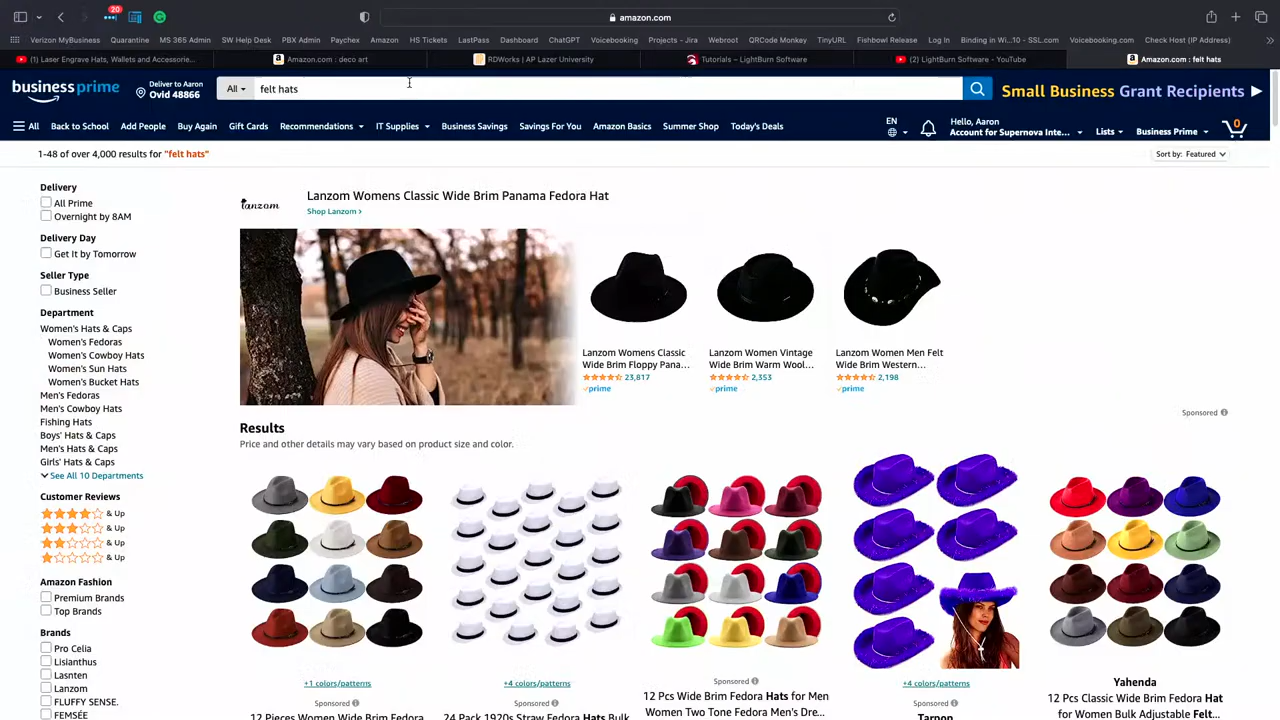 20
amazon.com
Verizon MyBusiness Quarantine MS 365 Admin SW Help Desk PBX Admin Paychex Amazon HS Tickets LastPass Dashboard ChatGPT Voicebooking Projects - Jira Webroot QRCode Monkey TinyURL Fishbowl Release Log In Binding in Wi...10 - SSL.com Voicebooking.com Check Host (IP Address)
(1) Laser Engrave Hats, Wallets and Accessorie... Amazon.com : deco art RDWorks | AP Lazer University Tutorials – LightBurn Software (2) LightBurn Software - YouTube Amazon.com : felt hats
business prime
Deliver to Aaron
Ovid 48866
All felt hats
Small Business Grant Recipients ▶
All Back to School Add People Buy Again Gift Cards Recommendations IT Supplies Business Savings Savings For You Amazon Basics Summer Shop Today's Deals
EN
Hello, Aaron
Account for Supernova Inte...
Lists
Business Prime
0
1-48 of over 4,000 results for "felt hats"
Sort by: Featured
Delivery
All Prime
Overnight by 8AM
Delivery Day
Get It by Tomorrow
Seller Type
Business Seller
Department
Women's Hats & Caps
Women's Fedoras
Women's Cowboy Hats
Women's Sun Hats
Women's Bucket Hats
Men's Fedoras
Men's Cowboy Hats
Fishing Hats
Boys' Hats & Caps
Men's Hats & Caps
Girls' Hats & Caps
See All 10 Departments
Customer Reviews
& Up
& Up
& Up
& Up
Amazon Fashion
Premium Brands
Top Brands
Brands
Pro Celia
Lisianthus
Lasnten
Lanzom
FLUFFY SENSE.
FEMSÉE
lanzom
Lanzom Womens Classic Wide Brim Panama Fedora Hat
Shop Lanzom ›
Lanzom Womens Classic
Wide Brim Floppy Pana...
23,817
prime
Lanzom Women Vintage
Wide Brim Warm Wool...
2,353
prime
Lanzom Women Men Felt
Wide Brim Western...
2,198
prime
Sponsored
Results
Price and other details may vary based on product size and color.
+1 colors/patterns
Sponsored
12 Pieces Women Wide Brim Fedora
+4 colors/patterns
Sponsored
24 Pack 1920s Straw Fedora Hats Bulk
Sponsored
12 Pcs Wide Brim Fedora Hats for Men
Women Two Tone Fedora Men's Dre...
+4 colors/patterns
Sponsored
Tarpon
Yahenda
12 Pcs Classic Wide Brim Fedora Hat
for Women Bulk Adjustable Felt...